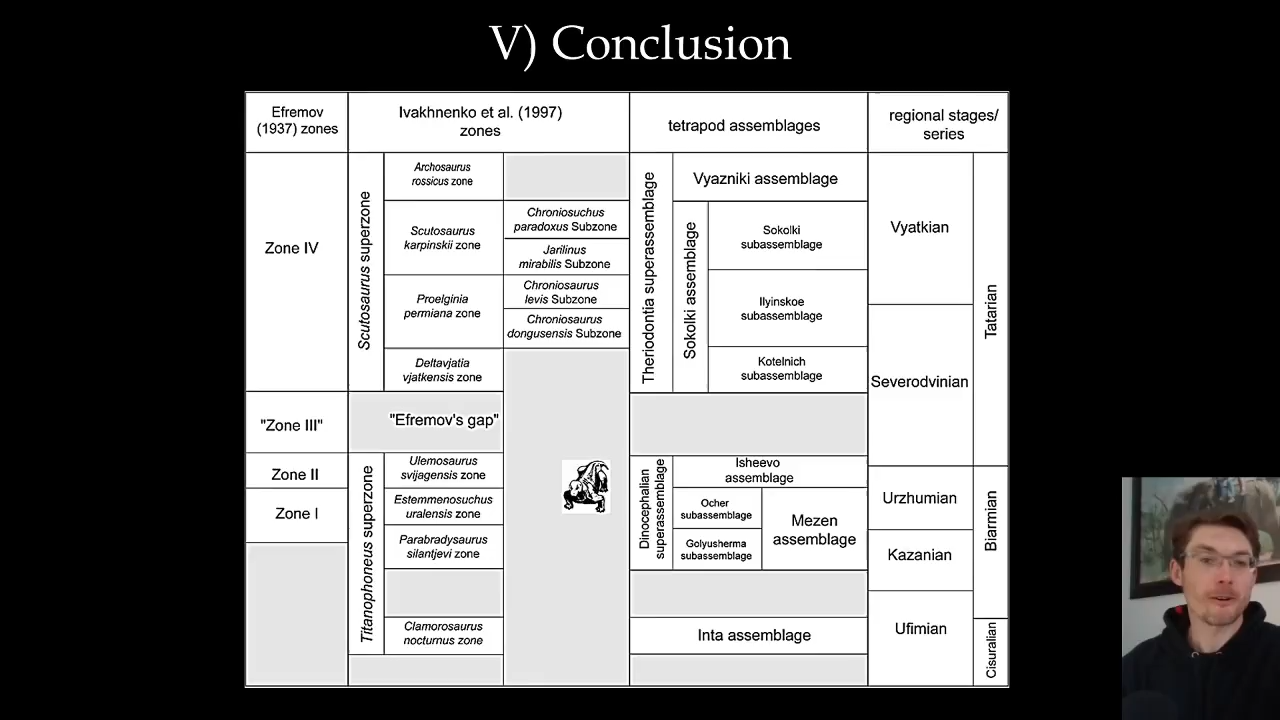 V) Conclusion
Efremov
(1937) zones
Ivakhnenko et al. (1997)
zones
tetrapod assemblages
regional stages/
series
Zone IV
"Zone III"
Zone II
Zone I
Scutosaurus superzone
Titanophoneus superzone
Archosaurus
rossicus zone
Scutosaurus
karpinskii zone
Proelginia
permiana zone
Deltavjatia
vjatkensis zone
"Efremov's gap"
Ulemosaurus
svijagensis zone
Estemmenosuchus
uralensis zone
Parabradysaurus
silantjevi zone
Clamorosaurus
nocturnus zone
Chroniosuchus
paradoxus Subzone
Jarilinus
mirabilis Subzone
Chroniosaurus
levis Subzone
Chroniosaurus
dongusensis Subzone
Theriodontia superassemblage
Vyazniki assemblage
Sokolki assemblage
Sokolki
subassemblage
Ilyinskoe
subassemblage
Kotelnich
subassemblage
Dinocephalian
superassemblage
Isheevo
assemblage
Ocher
subassemblage
Golyusherma
subassemblage
Mezen
assemblage
Inta assemblage
Vyatkian
Severodvinian
Urzhumian
Kazanian
Ufimian
Tatarian
Biarmian
Cisuralian